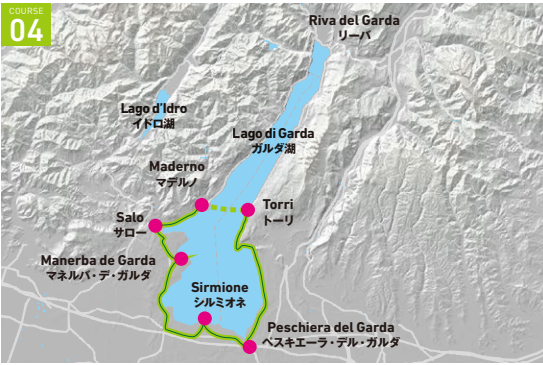 COURSE
04
Riva del Garda
リーバ
Lago d'Idro
イドロ湖
Lago di Garda
ガルダ湖
Maderno
マデルノ
Torri
トーリ
Salo
サロー
Manerba de Garda
マネルバ・デ・ガルダ
Sirmione
シルミオネ
Peschiera del Garda
ペスキエーラ・デル・ガルダ